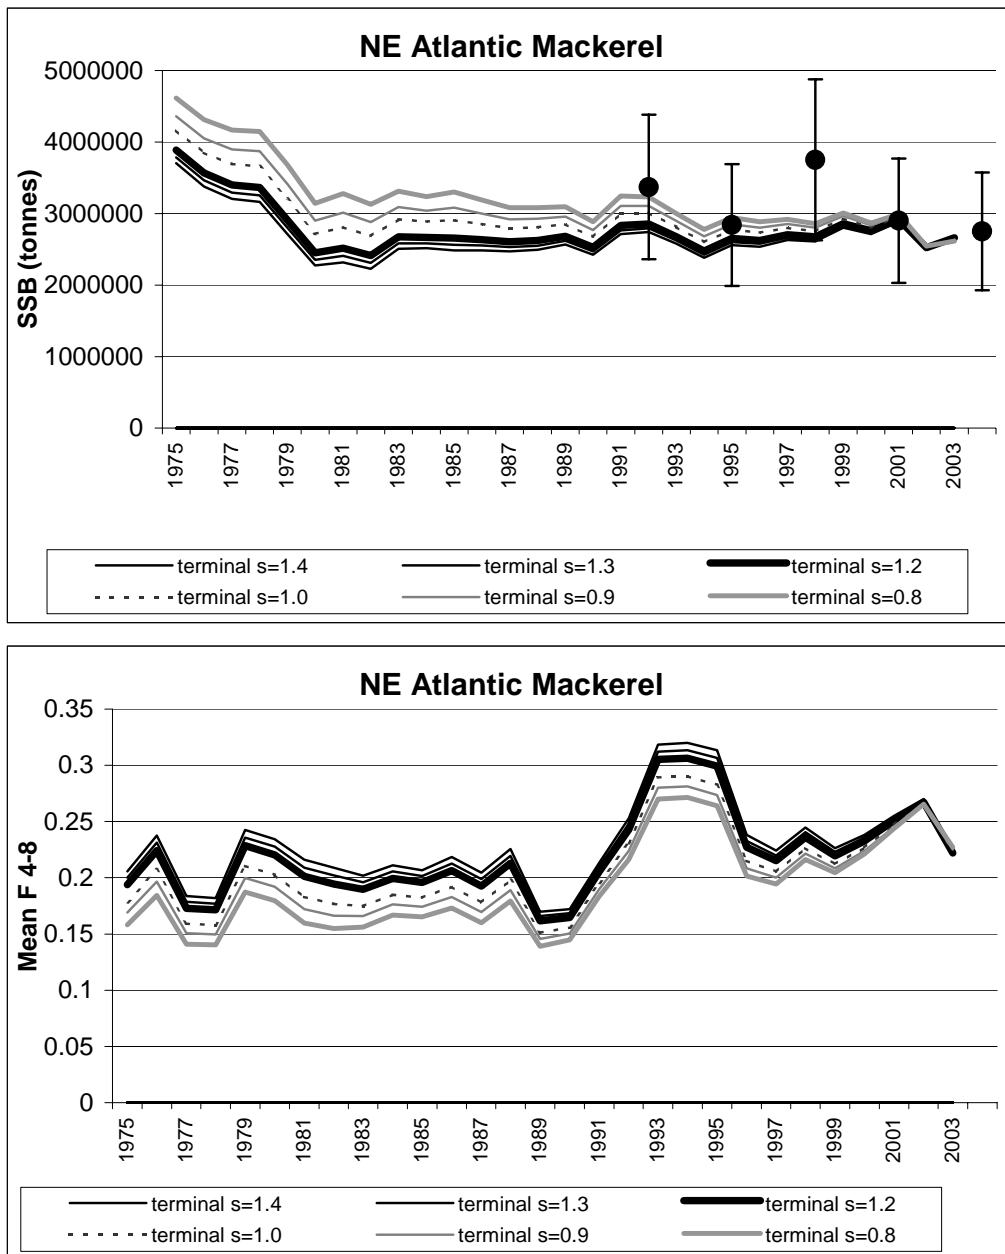 NE Atlantic Mackerel
5000000
4000000
3000000
2000000
1000000
0
SSB (tonnes)
1975 1977 1979 1981 1983 1985 1987 1989 1991 1993 1995 1997 1999 2001 2003
terminal s=1.4 terminal s=1.3 terminal s=1.2
terminal s=1.0 terminal s=0.9 terminal s=0.8
NE Atlantic Mackerel
0.35
0.3
0.25
0.2
0.15
0.1
0.05
0
Mean F 4-8
1975 1977 1979 1981 1983 1985 1987 1989 1991 1993 1995 1997 1999 2001 2003
terminal s=1.4 terminal s=1.3 terminal s=1.2
terminal s=1.0 terminal s=0.9 terminal s=0.8